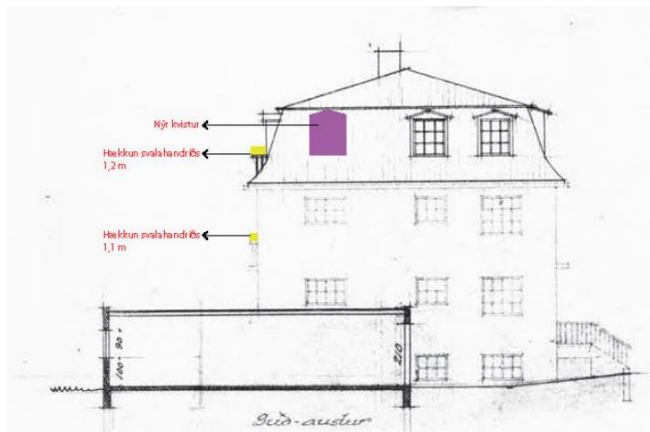 Nýr kvistur
Hækkun svalahandriðs
1,2 m
Hækkun svalahandriðs
1,1 m
100 - 90
210
Suð-austur